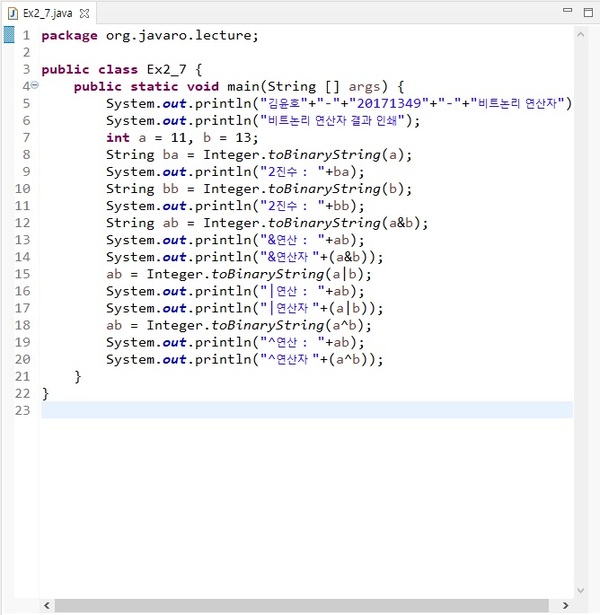 Ex2_7.java
1 package org.javaro.lecture;
2
3 public class Ex2_7 {
4 public static void main(String [] args) {
5 System.out.println("김윤호"+"-"+"20171349"+"-"+"비트논리 연산자")
6 System.out.println("비트논리 연산자 결과 인쇄");
7 int a = 11, b = 13;
8 String ba = Integer.toBinaryString(a);
9 System.out.println("2진수 : "+ba);
10 String bb = Integer.toBinaryString(b);
11 System.out.println("2진수 : "+bb);
12 String ab = Integer.toBinaryString(a&b);
13 System.out.println("&연산 : "+ab);
14 System.out.println("&연산자 "+(a&b));
15 ab = Integer.toBinaryString(a|b);
16 System.out.println("|연산 : "+ab);
17 System.out.println("|연산자 "+(a|b));
18 ab = Integer.toBinaryString(a^b);
19 System.out.println("^연산 : "+ab);
20 System.out.println("^연산자 "+(a^b));
21 }
22 }
23